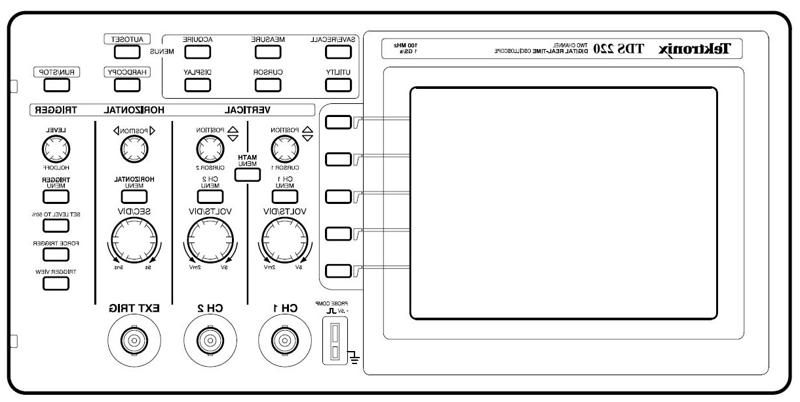 Tektronix TDS 220 TWO CHANNEL DIGITAL REAL-TIME OSCILLOSCOPE 100 MHz 1 GS/s
SAVE/RECALL MEASURE ACQUIRE MENUS AUTOSET
UTILITY CURSOR DISPLAY HARDCOPY RUN/STOP
VERTICAL HORIZONTAL TRIGGER
POSITION POSITION POSITION LEVEL
CURSOR 1 CURSOR 2 HOLDOFF
MATH MENU
CH 1 MENU CH 2 MENU HORIZONTAL MENU TRIGGER MENU
VOLTS/DIV VOLTS/DIV SEC/DIV SET LEVEL TO 50%
FORCE TRIGGER
5V 2mV 5V 2mV 5s 5ns
TRIGGER VIEW
PROBE COMP
~5V
CH 1 CH 2 EXT TRIG